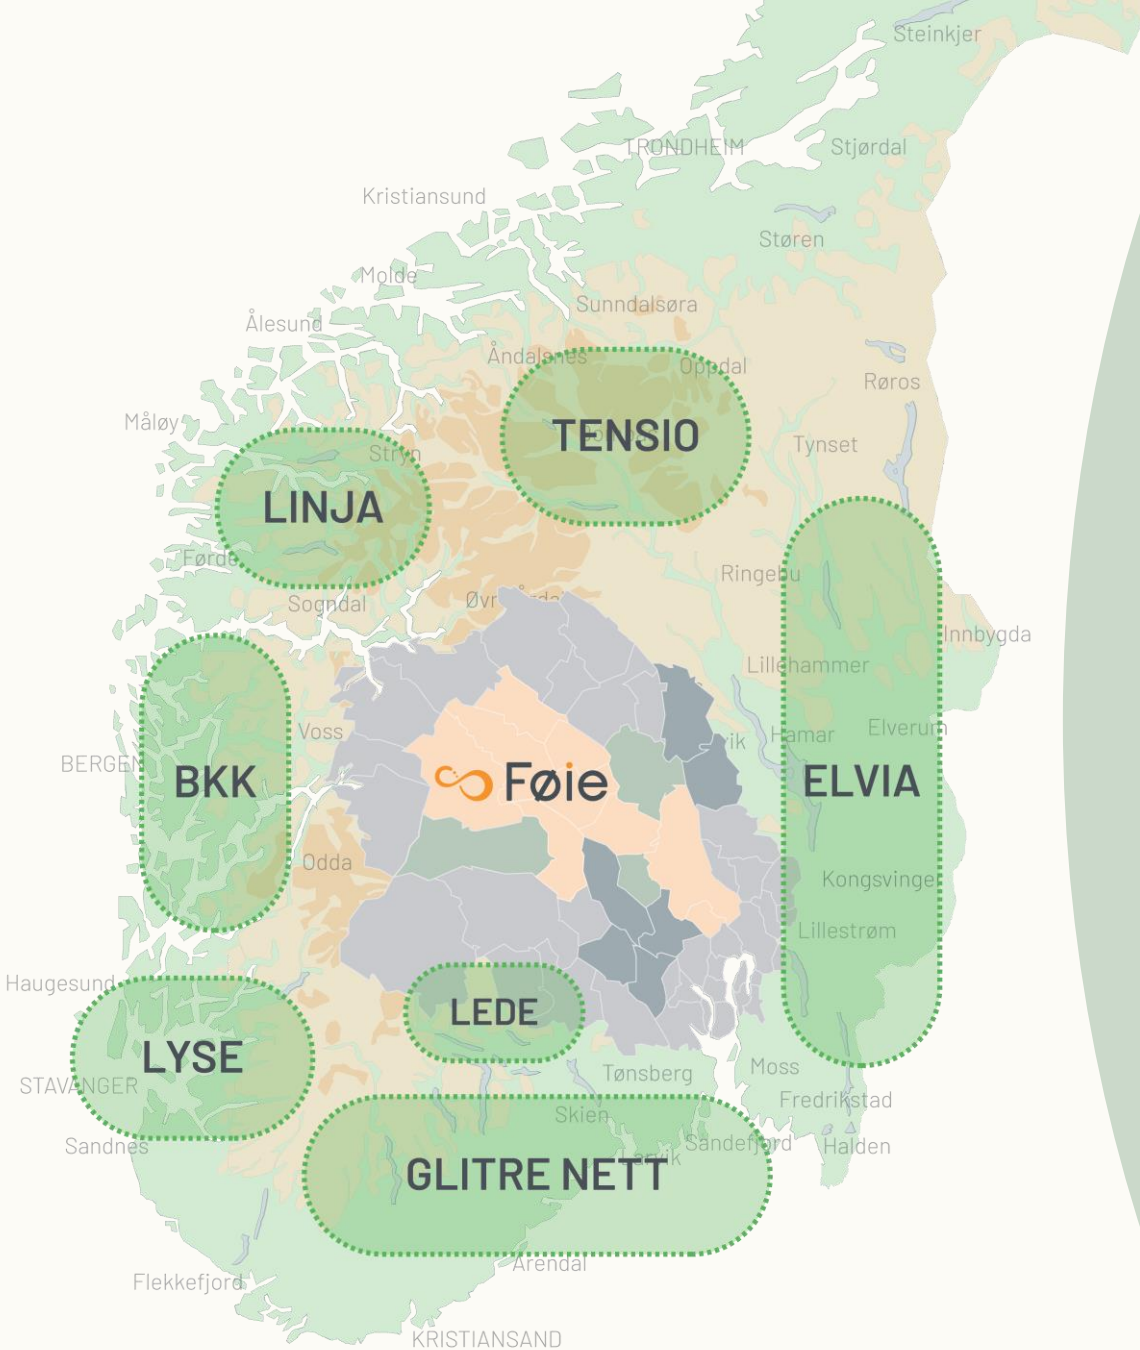 Steinkjer
TRONDHEIM
Stjørdal
Kristiansund
Støren
Molde
Sunndalsøra
Ålesund
Åndalsnes
Oppdal
Røros
Måløy
TENSIO
Tynset
Stryn
LINJA
Førde
Ringebu
Sogndal
Innbygda
Lillehammer
Voss
Hamar
Elverum
BERGEN
BKK
Føie
ELVIA
Odda
Kongsvinger
Lillestrøm
Haugesund
LEDE
LYSE
STAVANGER
Tønsberg
Moss
Fredrikstad
Skien
Sandnes
Sandefjord
Halden
Larvik
GLITRE NETT
Arendal
Flekkefjord
KRISTIANSAND